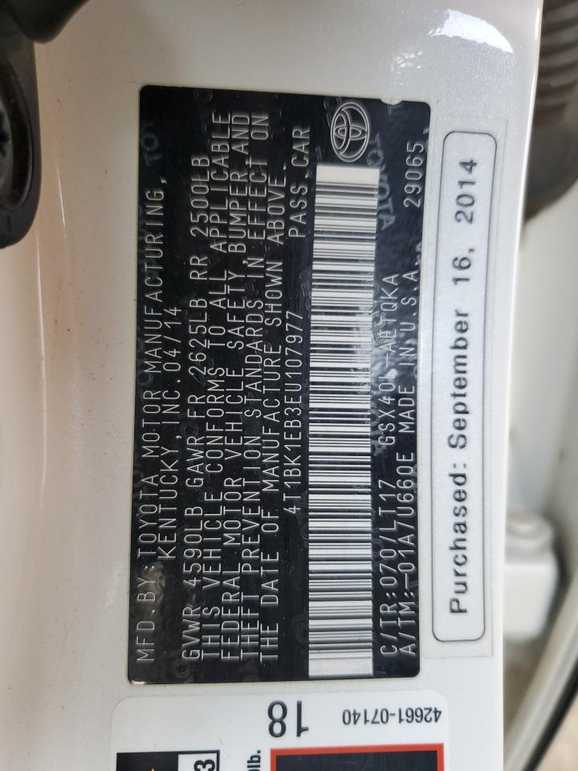 MFD.BY:TOYOTA MOTOR MANUFACTURING,
KENTUCKY, INC. 04/14
GVWR 4590LB GAWR FR 2625LB RR 2500LB
THIS VEHICLE CONFORMS TO ALL APPLICABLE
FEDERAL MOTOR VEHICLE SAFETY BUMPER, AND
THEFT PREVENTION STANDARDS IN EFFECT ON
THE DATE OF MANUFACTURE SHOWN ABOVE.
4T1BK1EB3EU107977 PASS.CAR
C/TR:070/LT17
A/TM:-01A7U660E MADE IN U.S.A. 29065
Purchased: September 16, 2014
42661-07140
18
lb.
3